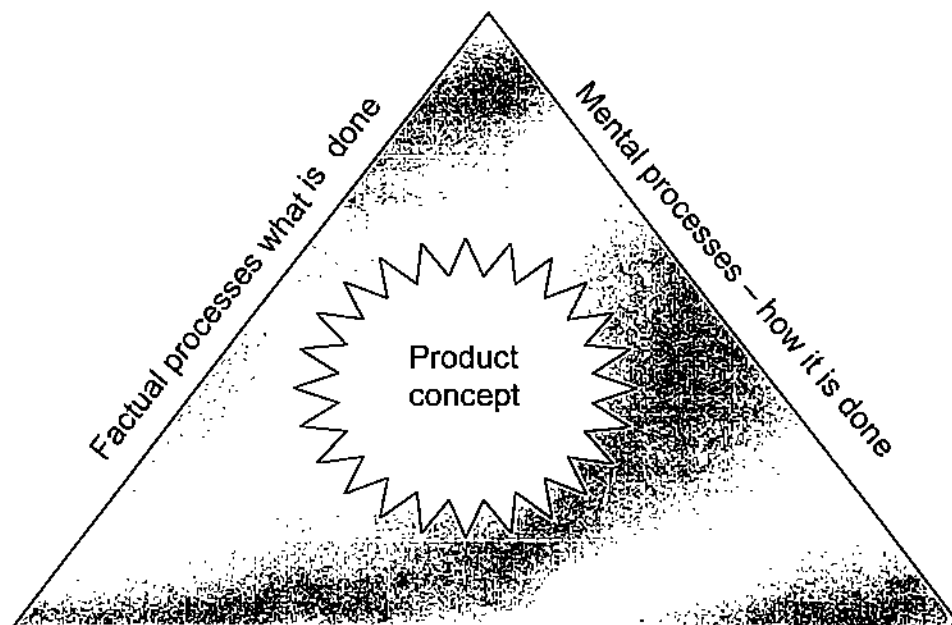 Factual processes what is done
Mental processes – how it is done
Product
concept